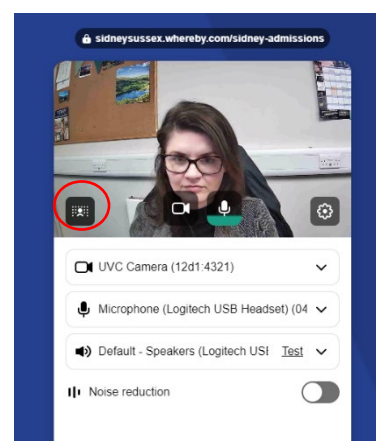 sidneysussex.whereby.com/sidney-admissions
UVC Camera (12d1:4321)
Microphone (Logitech USB Headset) (04
Default - Speakers (Logitech USE Test
Noise reduction